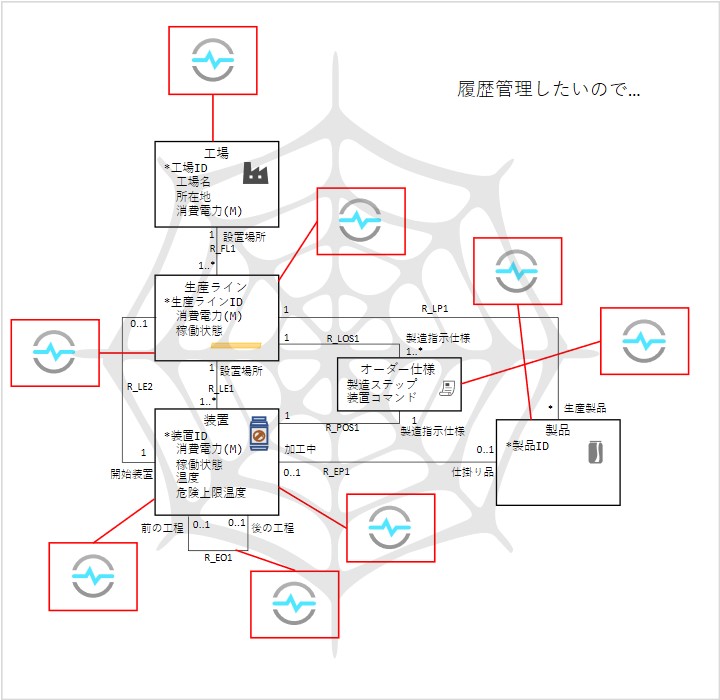 履歴管理したいので...
工場
*工場ID
工場名
所在地
消費電力(M)
1 設置場所
R_FL1
1..*
生産ライン
*生産ラインID
消費電力(M)
稼働状態
0..1
1
R_LP1
1
R_LOS1
製造指示仕様
1..*
オーダー仕様
製造ステップ
装置コマンド
1 設置場所
R_LE1
1..*
R_LE2
装置
*装置ID
消費電力(M)
稼働状態
温度
危険上限温度
1
R_POS1
1
製造指示仕様
* 生産製品
製品
*製品ID
加工中
0..1
R_EP1
0..1
仕掛り品
1
開始装置
前の工程
0..1
0..1
後の工程
R_EO1